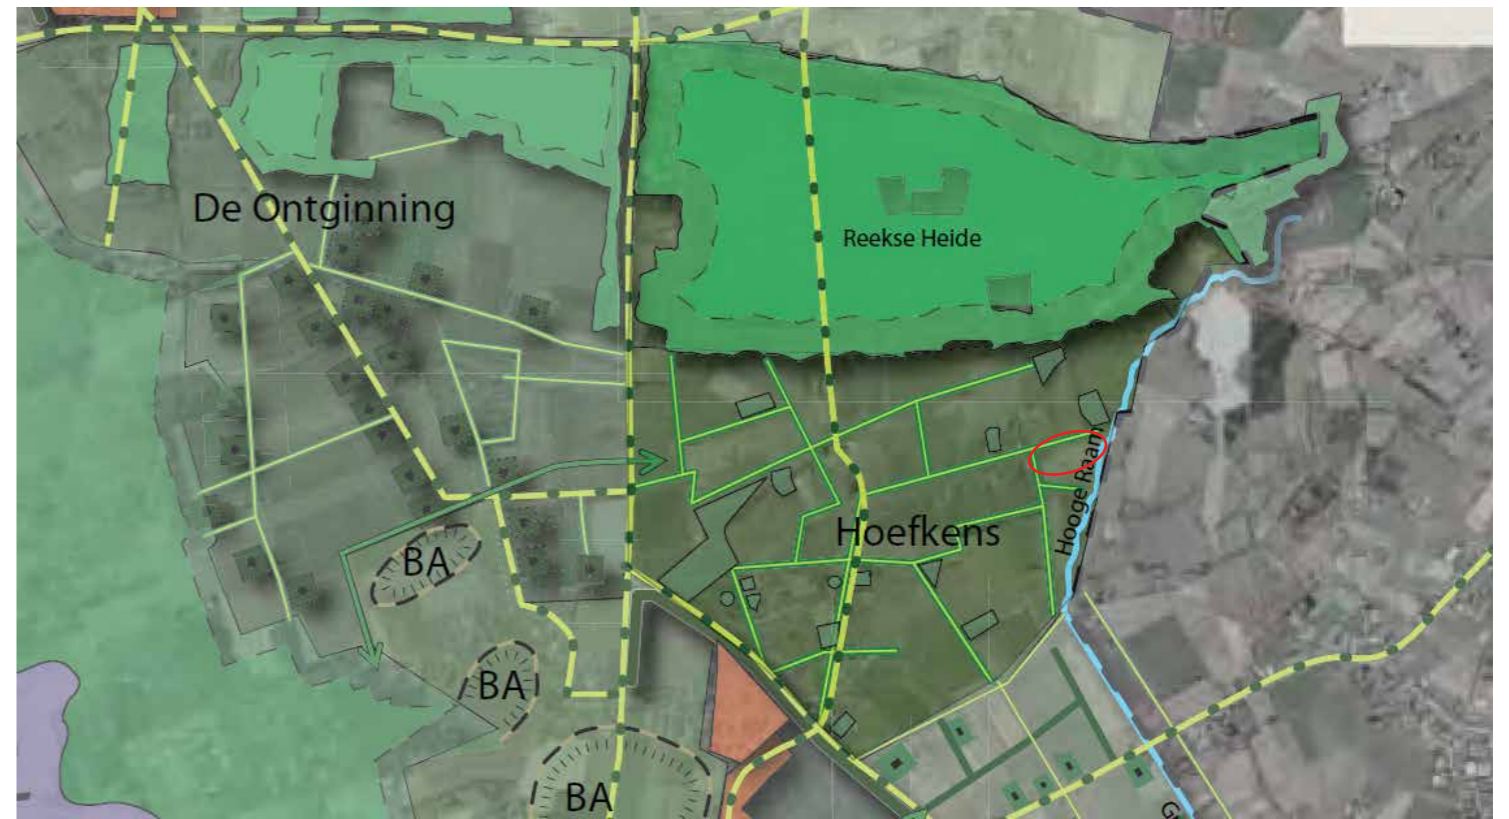 De Ontginning
Reekse Heide
Hooge Raam
Hoefkens
BA
BA
BA